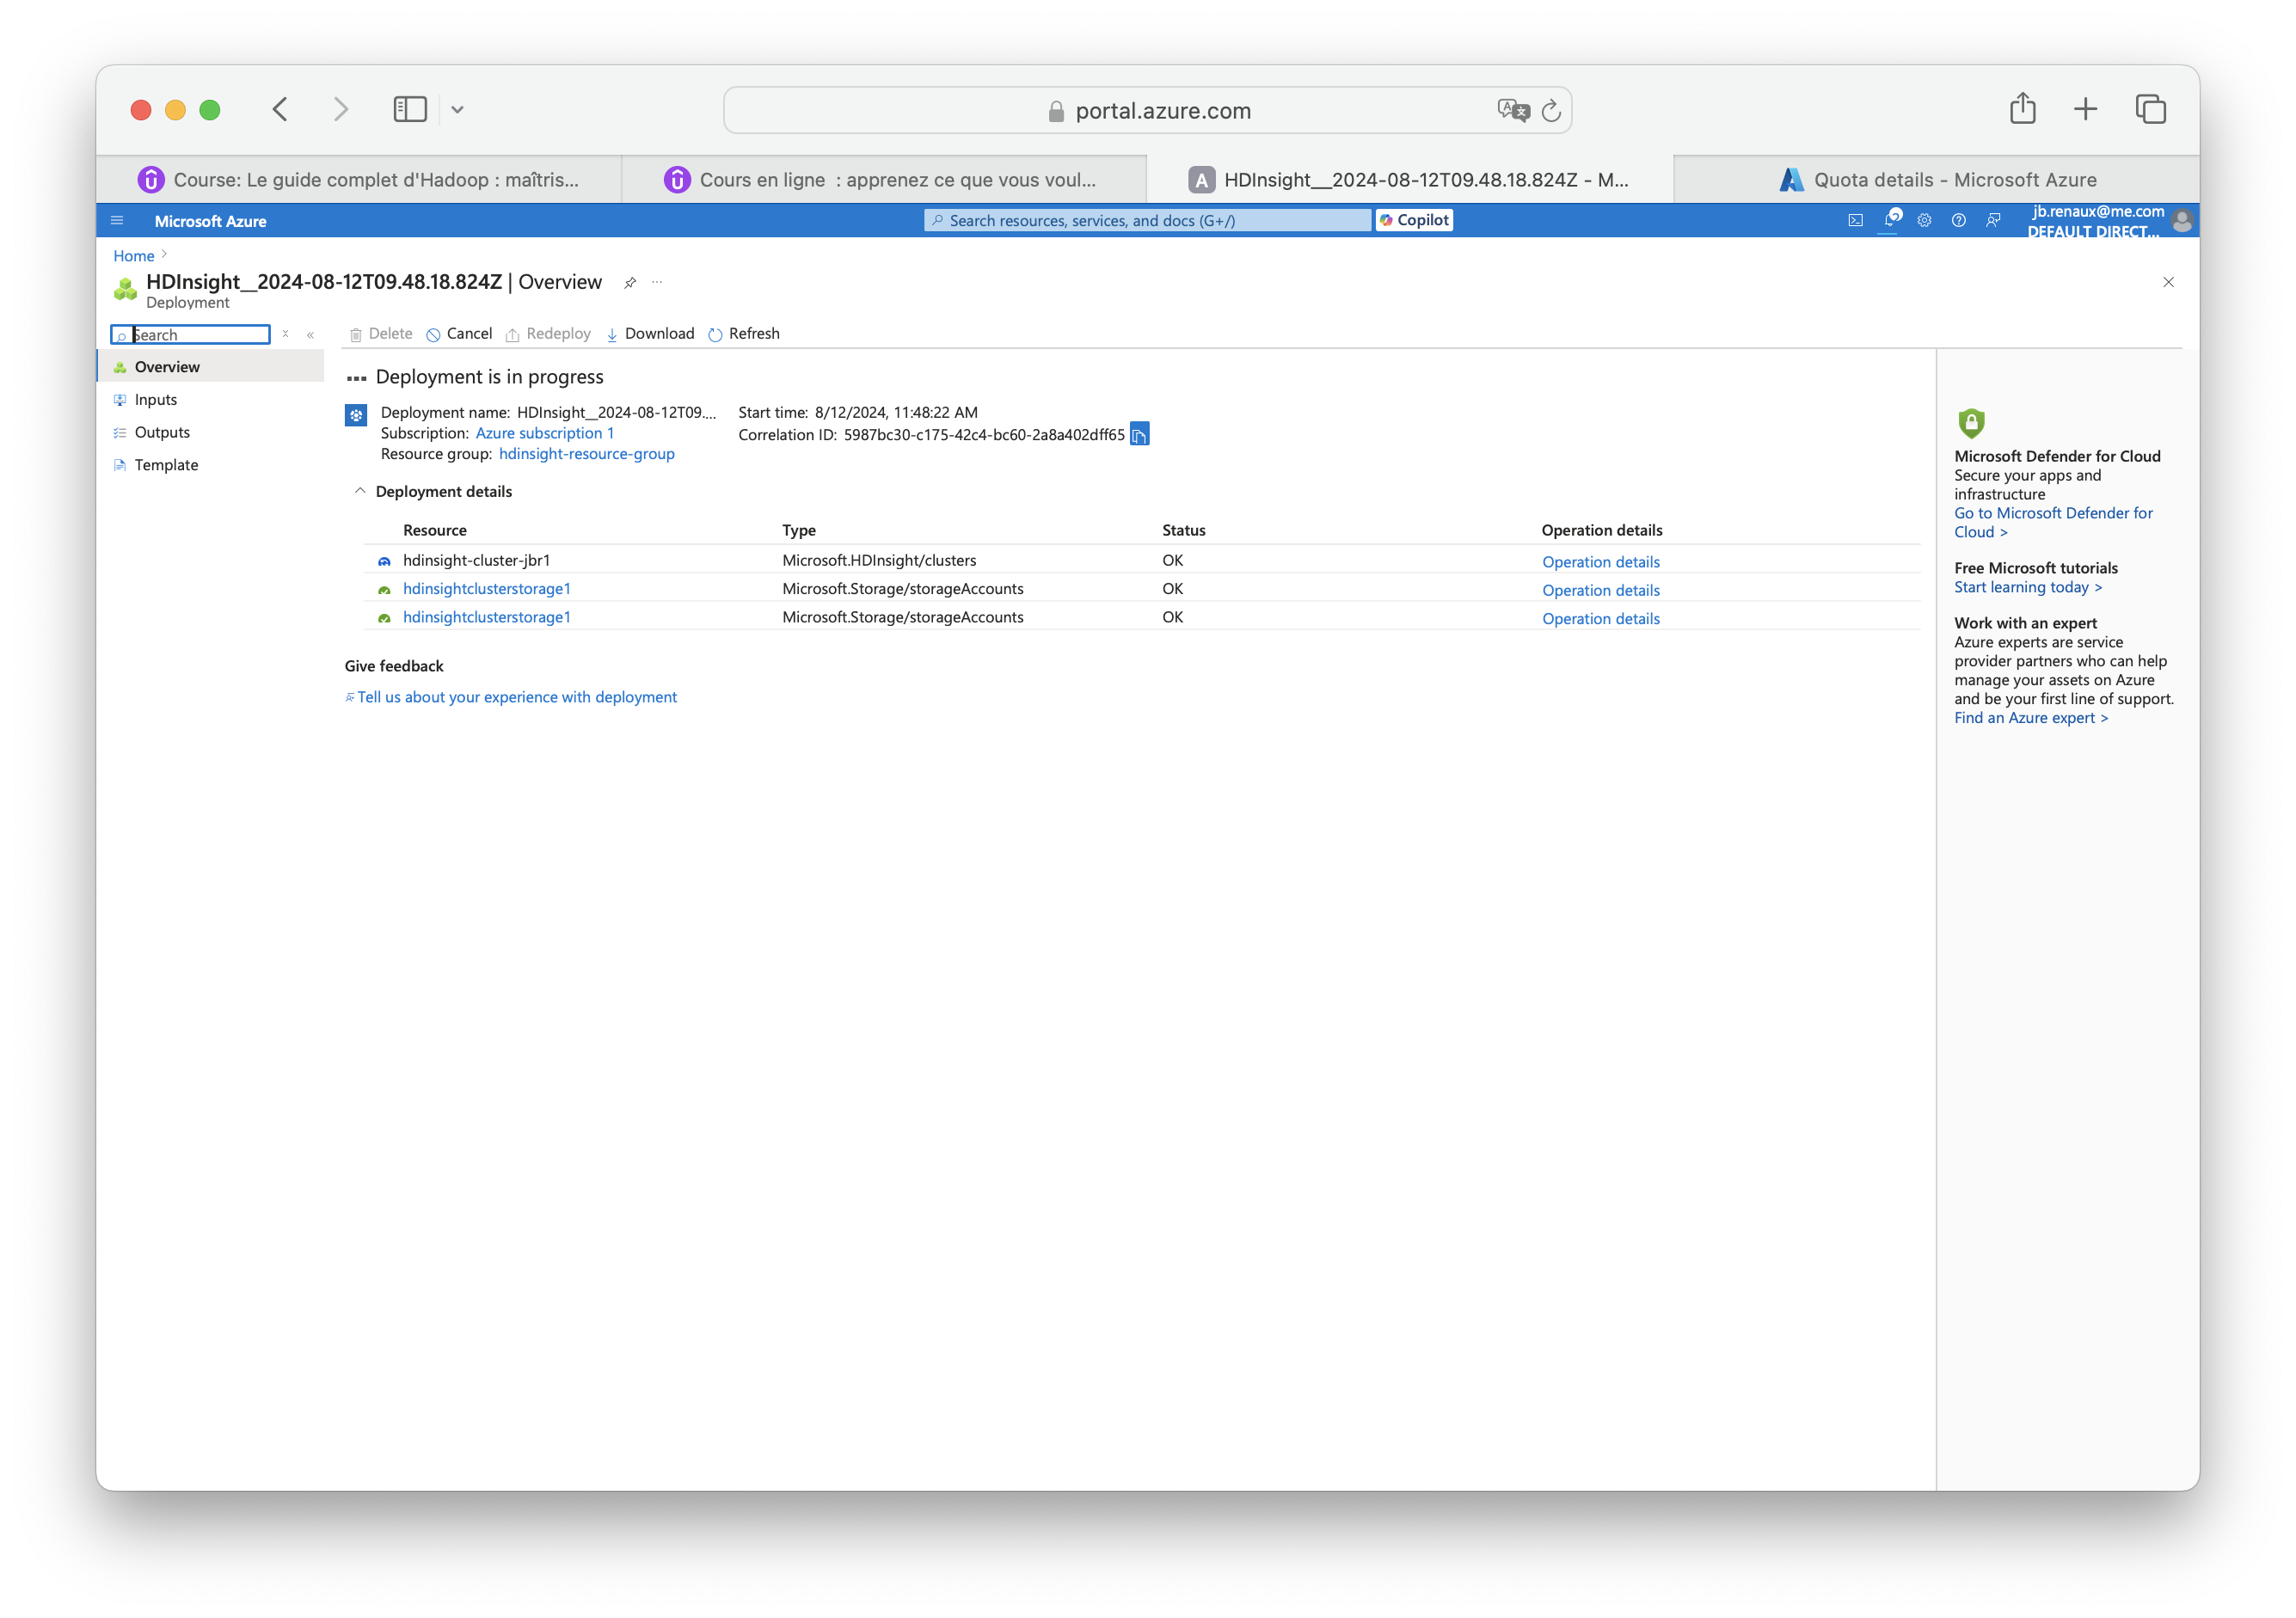 portal.azure.com
Course: Le guide complet d'Hadoop : maîtris...
Cours en ligne : apprenez ce que vous voul...
A HDInsight__2024-08-12T09.48.18.824Z - M...
Quota details - Microsoft Azure
Microsoft Azure
Search resources, services, and docs (G+/)
Copilot
jb.renaux@me.com
DEFAULT DIRECT...
Home
HDInsight__2024-08-12T09.48.18.824Z | Overview
Deployment
Search
Delete Cancel Redeploy Download Refresh
Overview
Inputs
Outputs
Template
Deployment is in progress
Deployment name: HDInsight__2024-08-12T09....
Subscription: Azure subscription 1
Resource group: hdinsight-resource-group
Start time: 8/12/2024, 11:48:22 AM
Correlation ID: 5987bc30-c175-42c4-bc60-2a8a402dff65
Deployment details
Resource Type Status Operation details
hdinsight-cluster-jbr1 Microsoft.HDInsight/clusters OK Operation details
hdinsightclusterstorage1 Microsoft.Storage/storageAccounts OK Operation details
hdinsightclusterstorage1 Microsoft.Storage/storageAccounts OK Operation details
Give feedback
Tell us about your experience with deployment
Microsoft Defender for Cloud
Secure your apps and
infrastructure
Go to Microsoft Defender for
Cloud >
Free Microsoft tutorials
Start learning today >
Work with an expert
Azure experts are service
provider partners who can help
manage your assets on Azure
and be your first line of support.
Find an Azure expert >